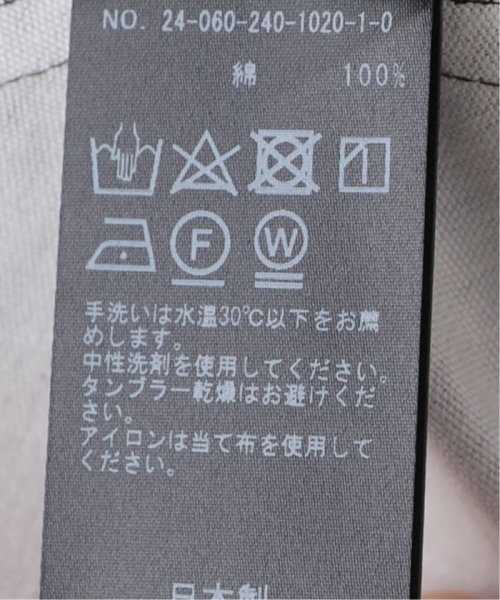 NO. 24-060-240-1020-1-0
綿 100%
F W
手洗いは水温30℃以下をお薦
めします。
中性洗剤を使用してください。
タンブラー乾燥はお避けくだ
さい。
アイロンは当て布を使用して
ください。
日本製